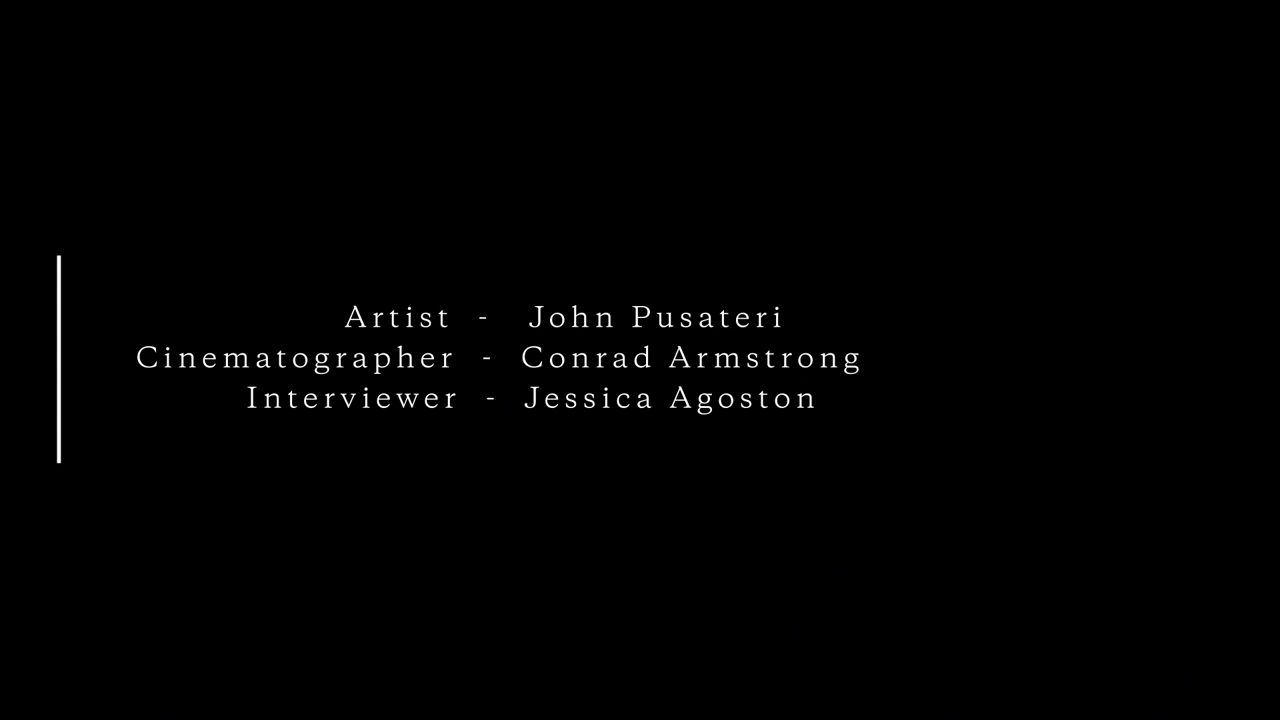 Artist - John Pusateri
Cinematographer - Conrad Armstrong
Interviewer - Jessica Agoston